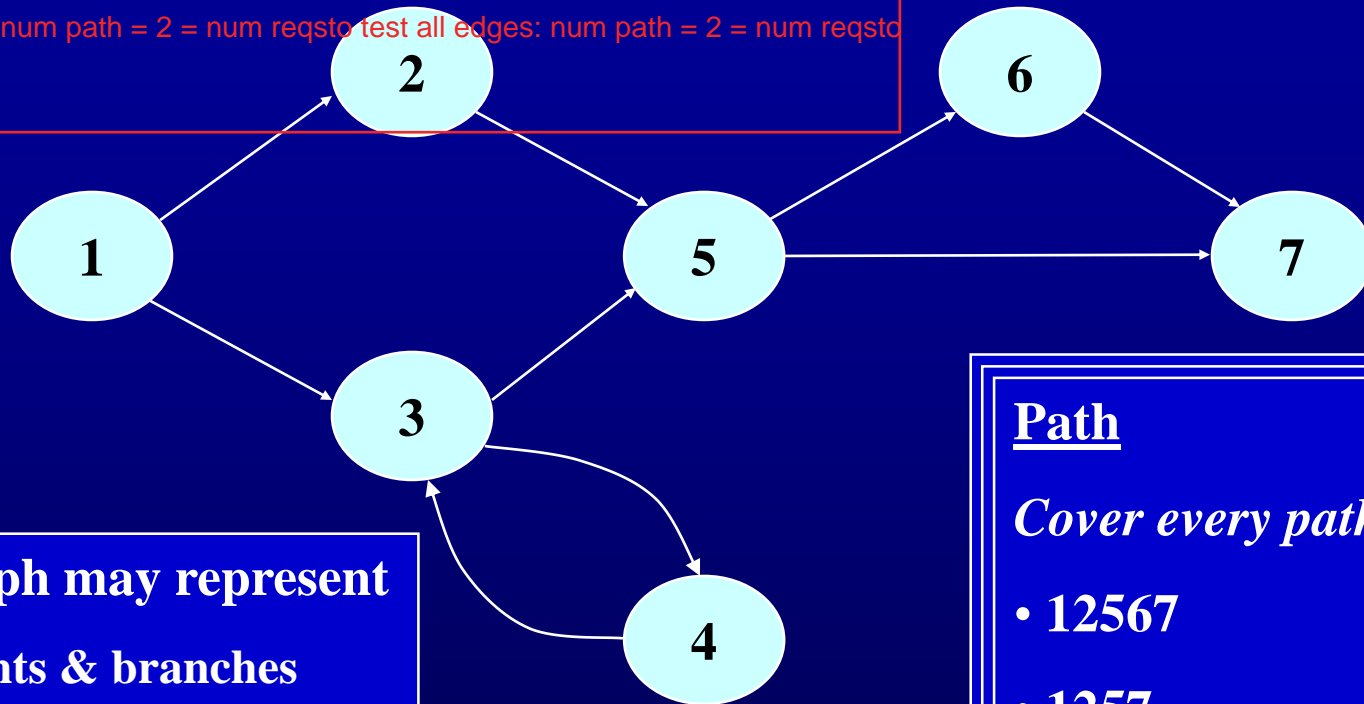 num path = 2 = num reqsto test all edges: num path = 2 = num reqsto
2
6
1
5
7
3
4
Path
Cover every path
• 12567
• 1257
ph may represent
nts & branches